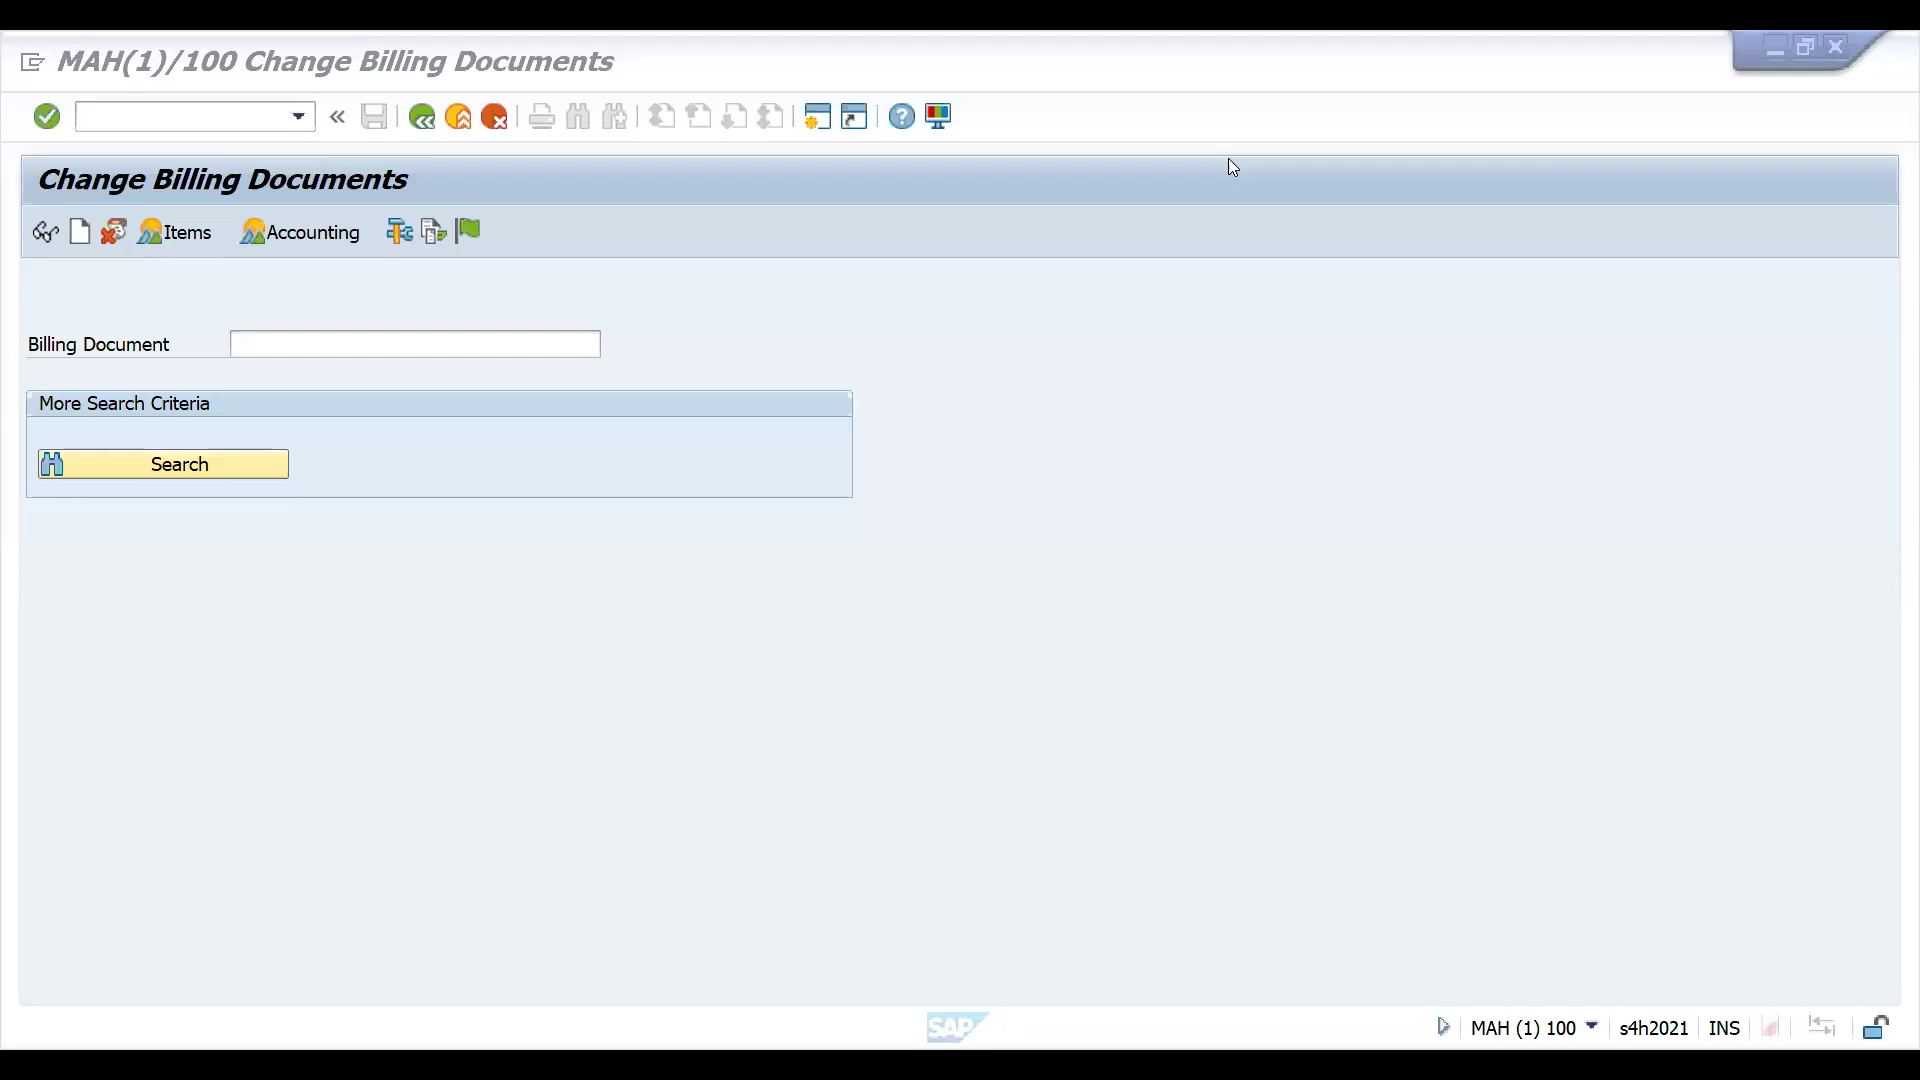 MAH(1)/100 Change Billing Documents
Change Billing Documents
Items Accounting
Billing Document
More Search Criteria
Search
SAP MAH (1) 100 s4h2021 INS